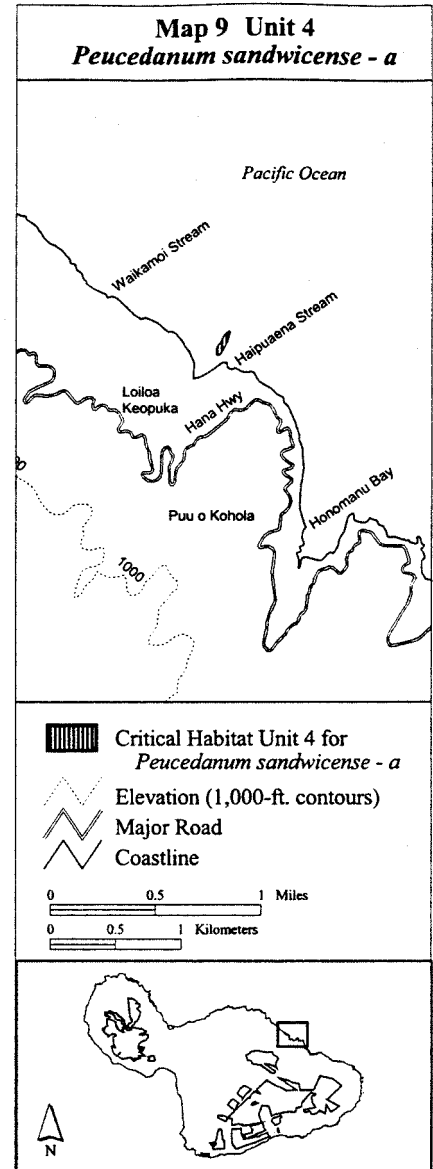 Map 9 Unit 4
Peucedanum sandwicense - a
Pacific Ocean
Waikamoi Stream
Haipuaena Stream
Loiloa
Keopuka
Hana Hwy
Honomanu Bay
Puu o Kohola
00
1000
Critical Habitat Unit 4 for
Peucedanum sandwicense - a
Elevation (1,000-ft. contours)
Major Road
Coastline
0 0.5 1 Miles
0 0.5 1 Kilometers
N